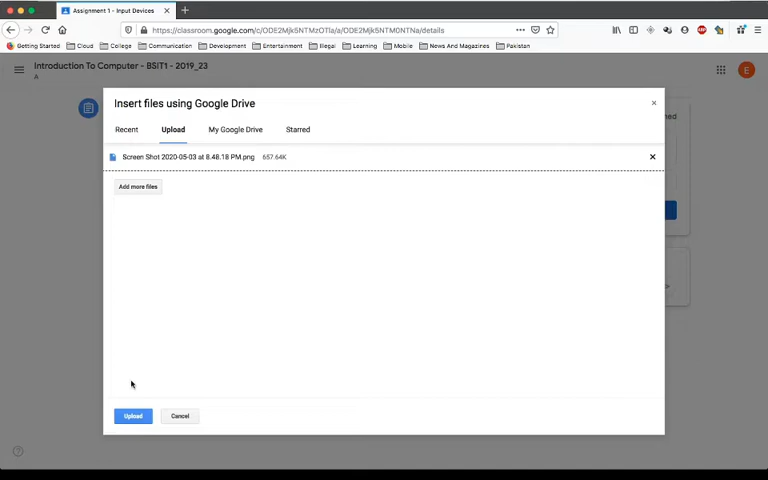 Assignment 1 - Input Devices
https://classroom.google.com/c/ODE2Mjk5NTMzOTla/a/ODE2Mjk5NTM0NTNa/details
Getting Started Cloud College Communication Development Entertainment Illegal Learning Mobile News And Magazines Pakistan
Introduction To Computer - BSIT1 - 2019_23
A
E
Insert files using Google Drive
Recent Upload My Google Drive Starred
Screen Shot 2020-05-03 at 8.48.18 PM.png 657.64K
Add more files
Upload Cancel